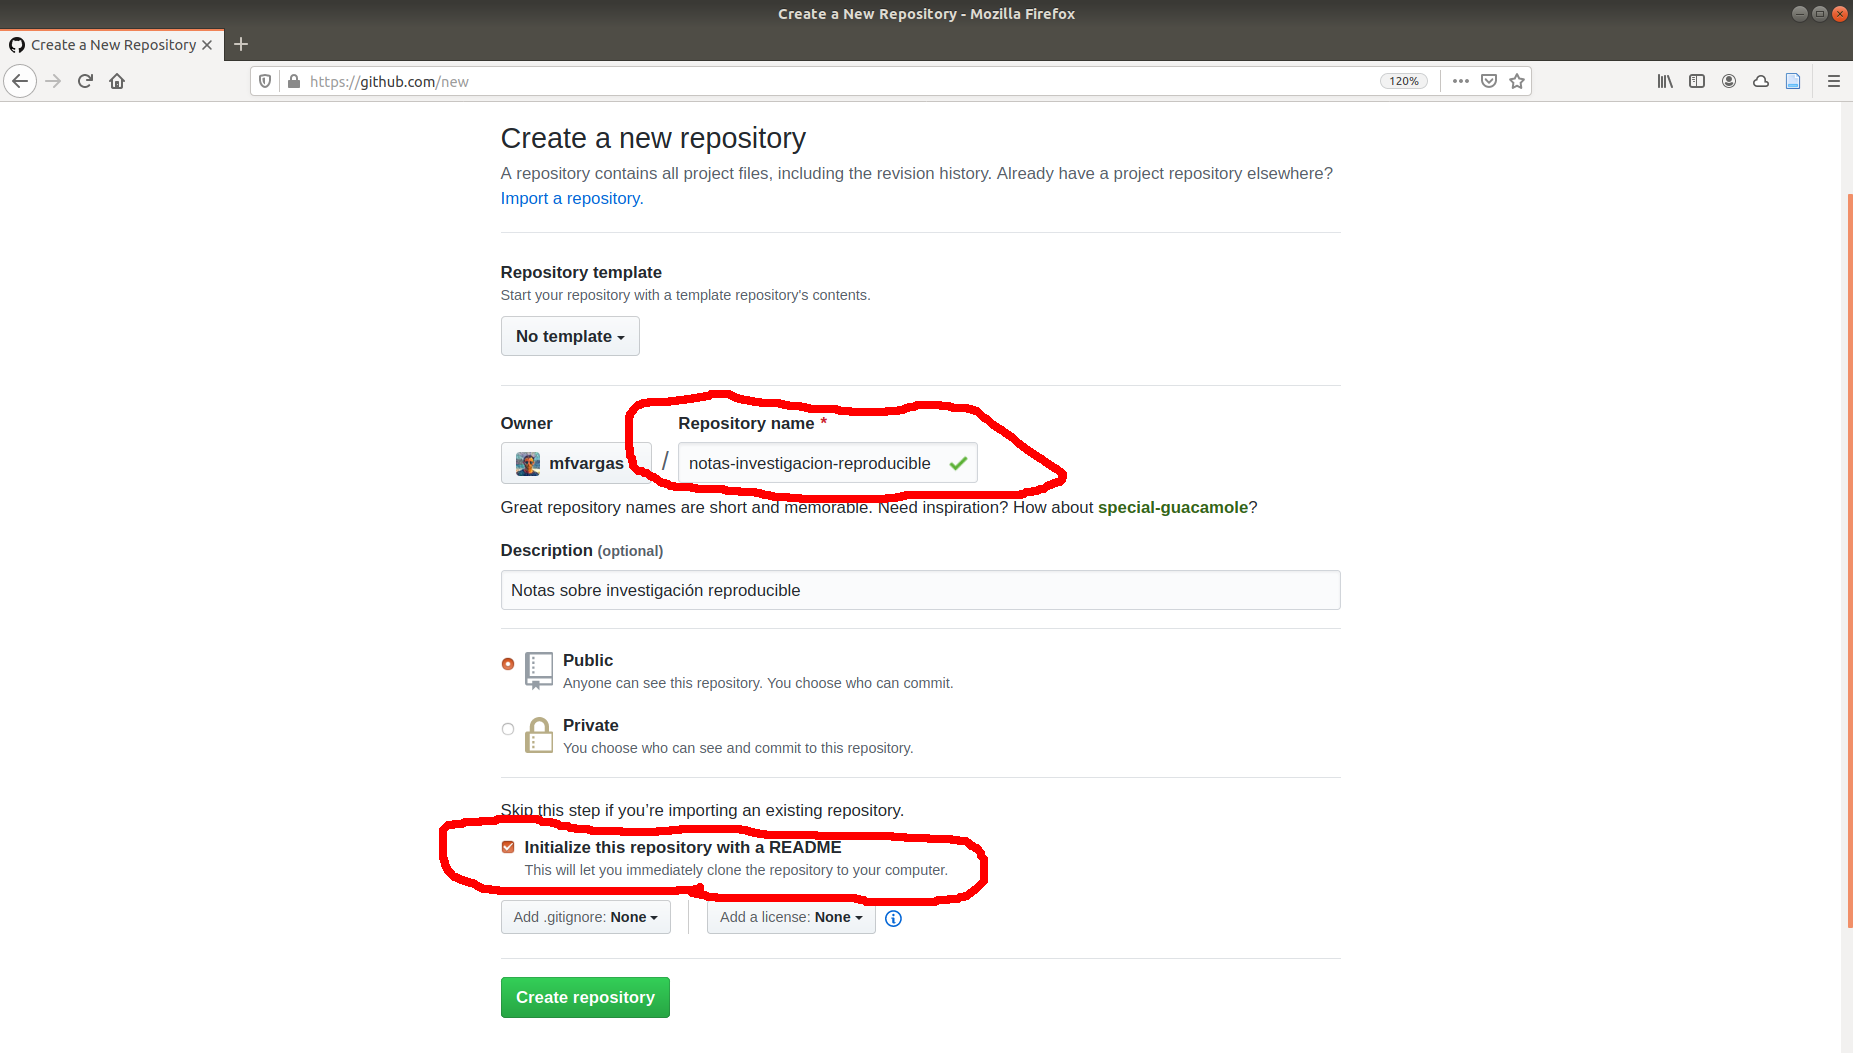 Create a New Repository - Mozilla Firefox
Create a New Repository
https://github.com/new
120%
Create a new repository
A repository contains all project files, including the revision history. Already have a project repository elsewhere?
Import a repository.
Repository template
Start your repository with a template repository's contents.
No template
Owner
Repository name *
mfvargas / notas-investigacion-reproducible
Great repository names are short and memorable. Need inspiration? How about special-guacamole?
Description (optional)
Notas sobre investigación reproducible
Public
Anyone can see this repository. You choose who can commit.
Private
You choose who can see and commit to this repository.
Skip this step if you’re importing an existing repository.
Initialize this repository with a README
This will let you immediately clone the repository to your computer.
Add .gitignore: None
Add a license: None
Create repository